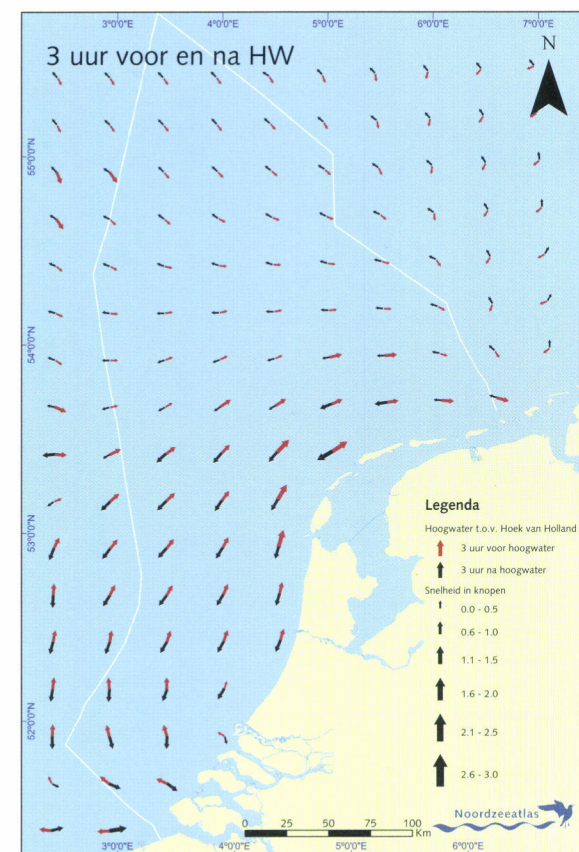 3°0'0"E 4°0'0"E 5°0'0"E 6°0'0"E 7°0'0"E
3 uur voor en na HW
N
55°0'0"N
54°0'0"N
53°0'0"N
52°0'0"N
Legenda
Hoogwater t.o.v. Hoek van Holland
3 uur voor hoogwater
3 uur na hoogwater
Snelheid in knopen
0.0 - 0.5
0.6 - 1.0
1.1 - 1.5
1.6 - 2.0
2.1 - 2.5
2.6 - 3.0
Noordzeeatlas
0 25 50 75 100
Km
3°0'0"E 4°0'0"E 5°0'0"E 6°0'0"E